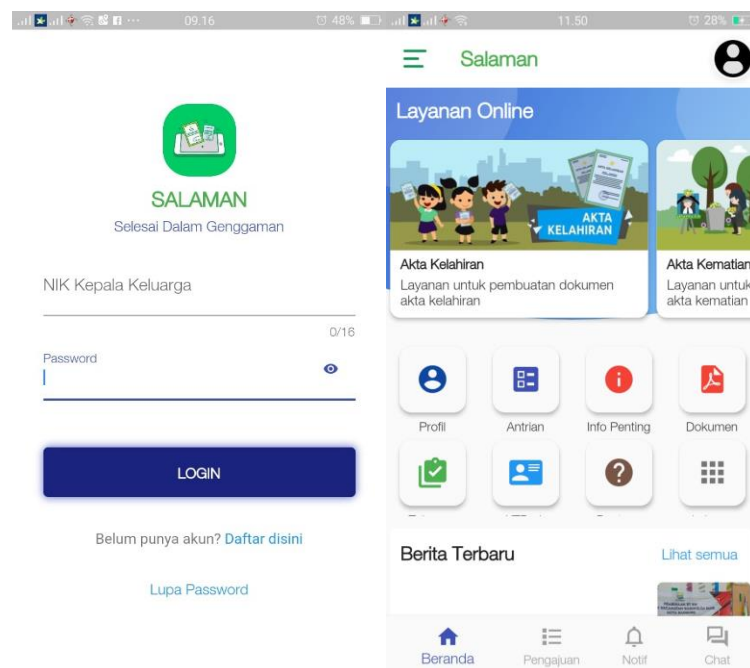 09.16
48%
SALAMAN
Selesai Dalam Genggaman
NIK Kepala Keluarga
0/16
Password
LOGIN
Belum punya akun? Daftar disini
Lupa Password
11.50
28%
Salaman
Layanan Online
AKTA
KELAHIRAN
Akta Kelahiran
Layanan untuk pembuatan dokumen
akta kelahiran
Akta Kematian
Layanan untuk
akta kematian
Profil
Antrian
Info Penting
Dokumen
Berita Terbaru
Lihat semua
Beranda
Pengajuan
Notif
Chat